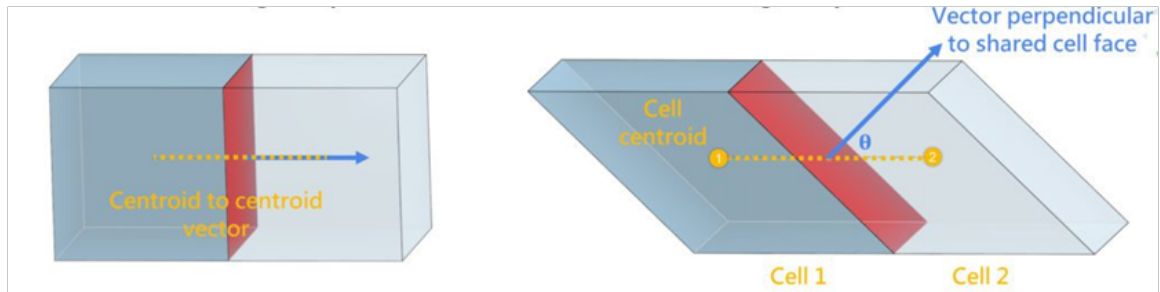 Vector perpendicular
to shared cell face
Cell
centroid
θ
1
2
Centroid to centroid
vector
Cell 1
Cell 2